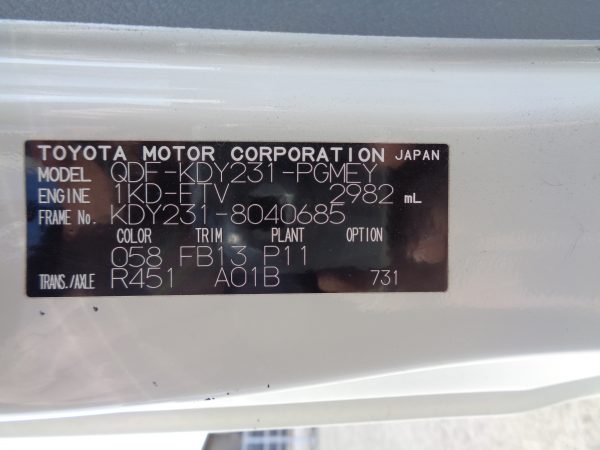 TOYOTA MOTOR CORPORATION JAPAN
MODEL QDF-KDY231-PGMEY
ENGINE 1KD-FTV 2982 mL
FRAME No. KDY231-8040685
COLOR TRIM PLANT OPTION
058 FB13 P11
TRANS./AXLE R451 A01B 731